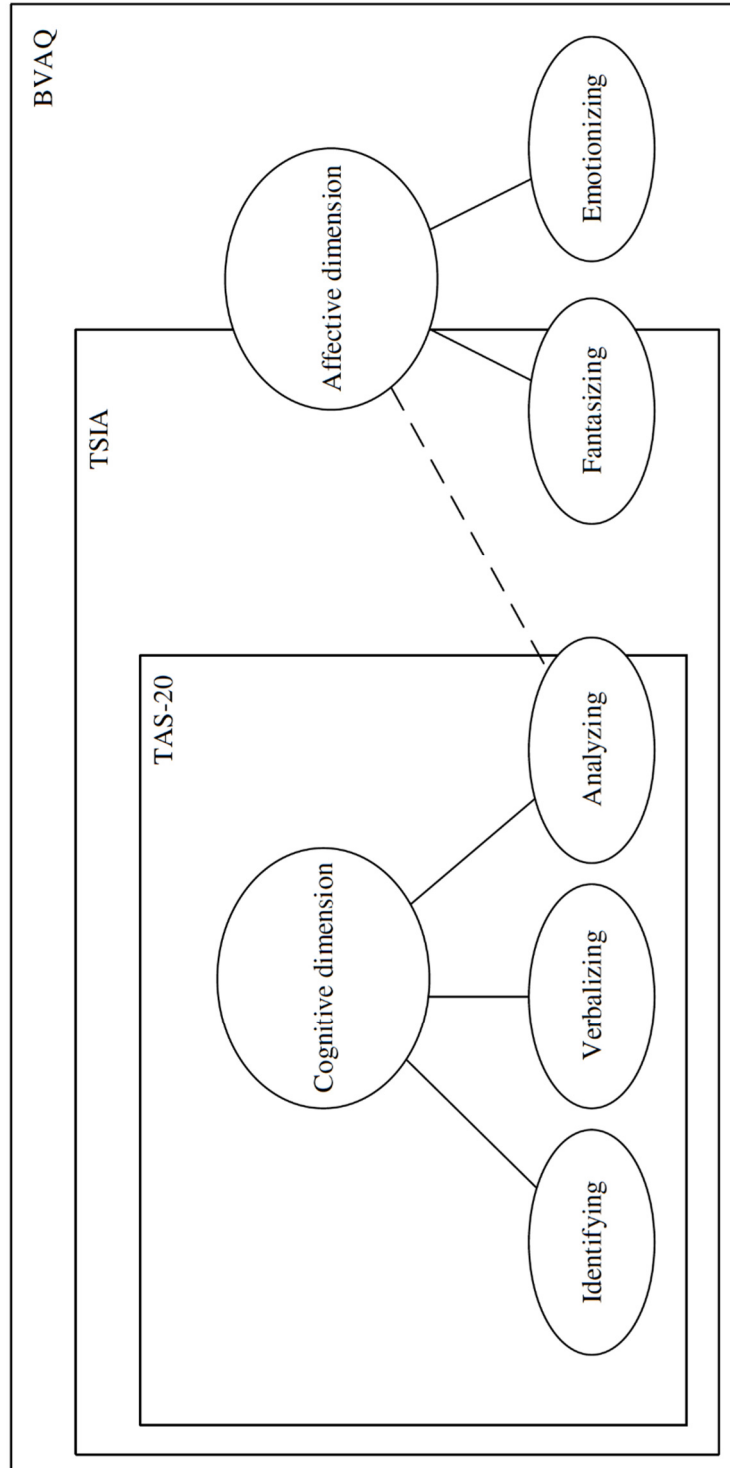 BVAQ
TSIA
TAS-20
Cognitive dimension
Affective dimension
Identifying
Verbalizing
Analyzing
Fantasizing
Emotionizing